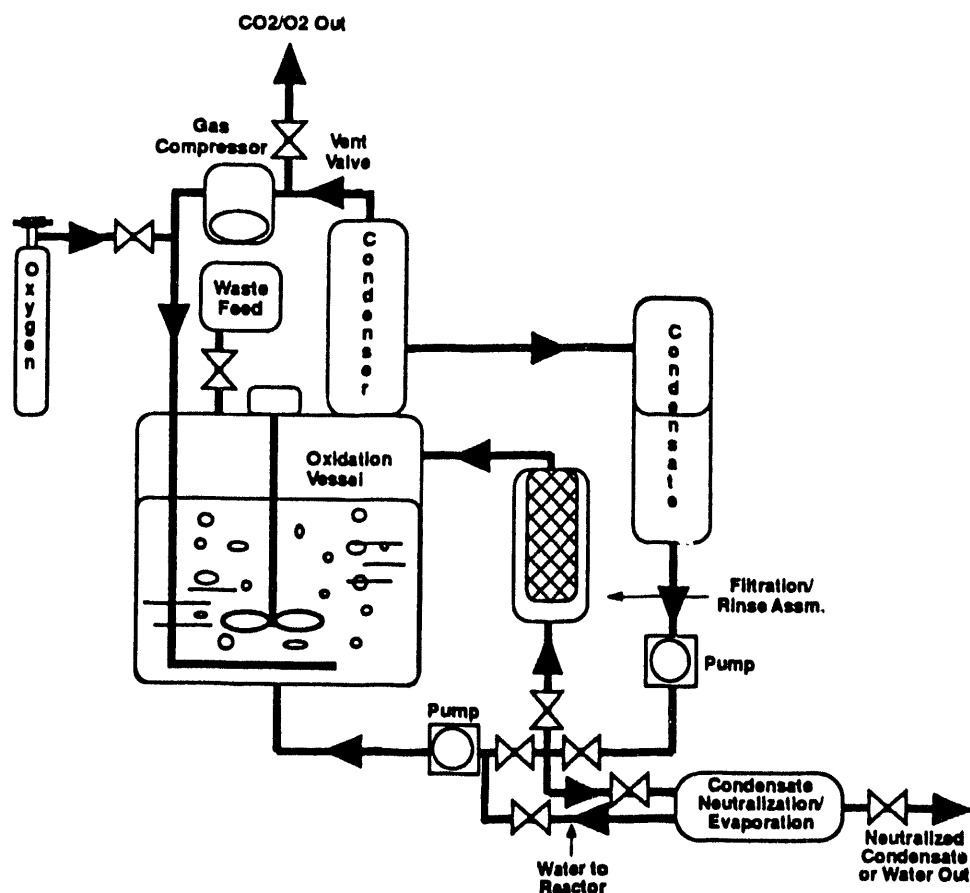 CO2/O2 Out
Gas
Compressor
Vent
Valve
Oxygen
Waste
Feed
Condenser
Condensate
Oxidation
Vessel
Filtration/
Rinse Assm.
Pump
Pump
Condensate
Neutralization/
Evaporation
Neutralized
Condensate
or Water Out
Water to
Reactor